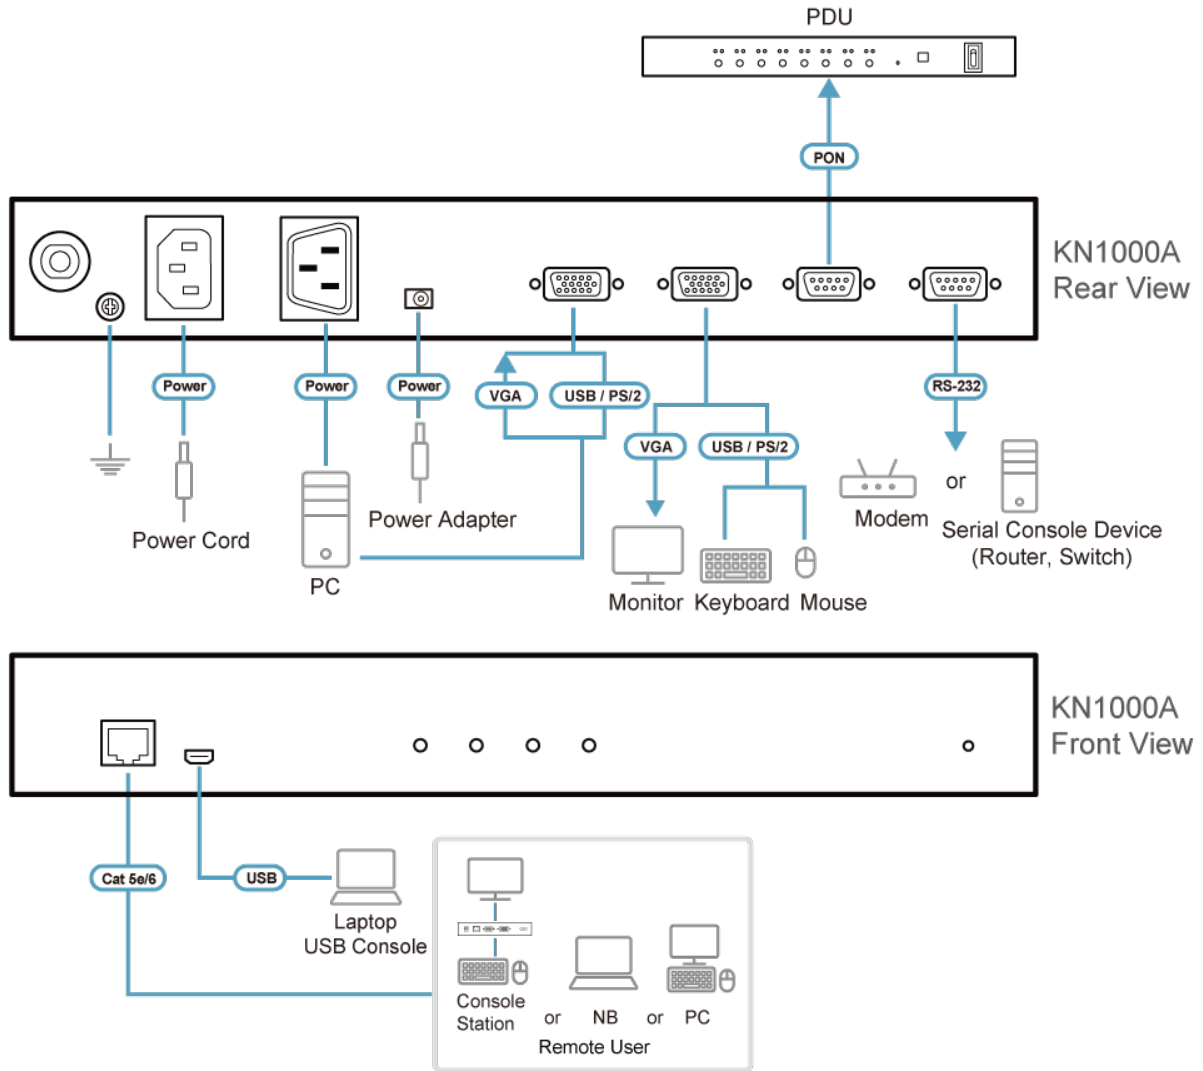 PDU
PON
KN1000A
Rear View
Power
Power
Power
VGA
USB / PS/2
RS-232
VGA
USB / PS/2
Power Cord
PC
Power Adapter
Monitor
Keyboard
Mouse
Modem
or
Serial Console Device
(Router, Switch)
KN1000A
Front View
Cat 5e/6
USB
Laptop
USB Console
Console
Station
or
NB
or
PC
Remote User